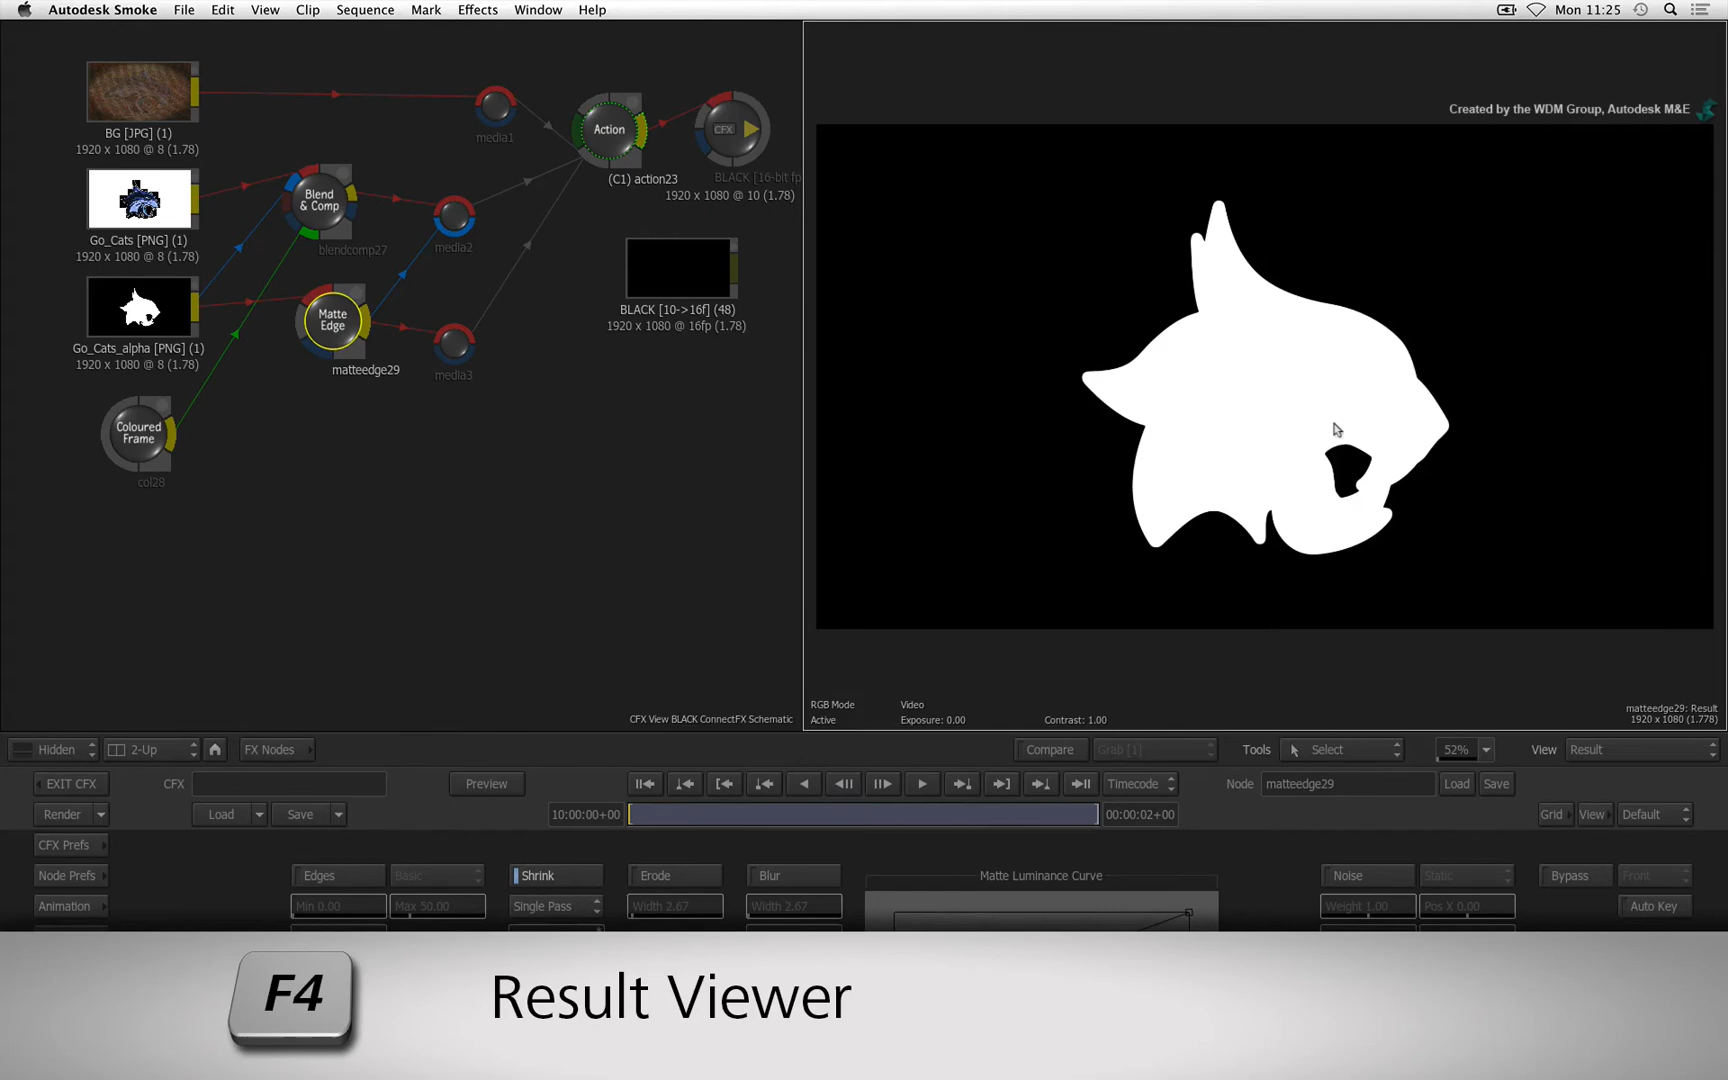 Autodesk Smoke File Edit View Clip Sequence Mark Effects Window Help Mon 11:25
BG [JPG] (1)
1920 x 1080 @ 8 (1.78)
media1
Action
(C1) action23
CFX
BLACK [16-bit fp
1920 x 1080 @ 10 (1.78)
Go_Cats [PNG] (1)
1920 x 1080 @ 8 (1.78)
Blend
& Comp
blendcomp27
media2
BLACK [10->16f] (48)
1920 x 1080 @ 16fp (1.78)
Go_Cats_alpha [PNG] (1)
1920 x 1080 @ 8 (1.78)
Matte
Edge
matteedge29
media3
Coloured
Frame
col28
CFX View BLACK ConnectFX Schematic
Created by the WDM Group, Autodesk M&E
RGB Mode Video
Active Exposure: 0.00 Contrast: 1.00
matteedge29: Result
1920 x 1080 (1.778)
Hidden 2-Up FX Nodes Compare Grab [1] Tools Select 52% View Result
EXIT CFX CFX Preview Timecode Node matteedge29 Load Save
Render Load Save 10:00:00+00 00:00:02+00 Grid View Default
CFX Prefs
Node Prefs Edges Basic Shrink Erode Blur Matte Luminance Curve Noise Static Bypass Front
Animation Min 0.00 Max 50.00 Single Pass Width 2.67 Width 2.67 Weight 1.00 Pos X 0.00 Auto Key
F4 Result Viewer